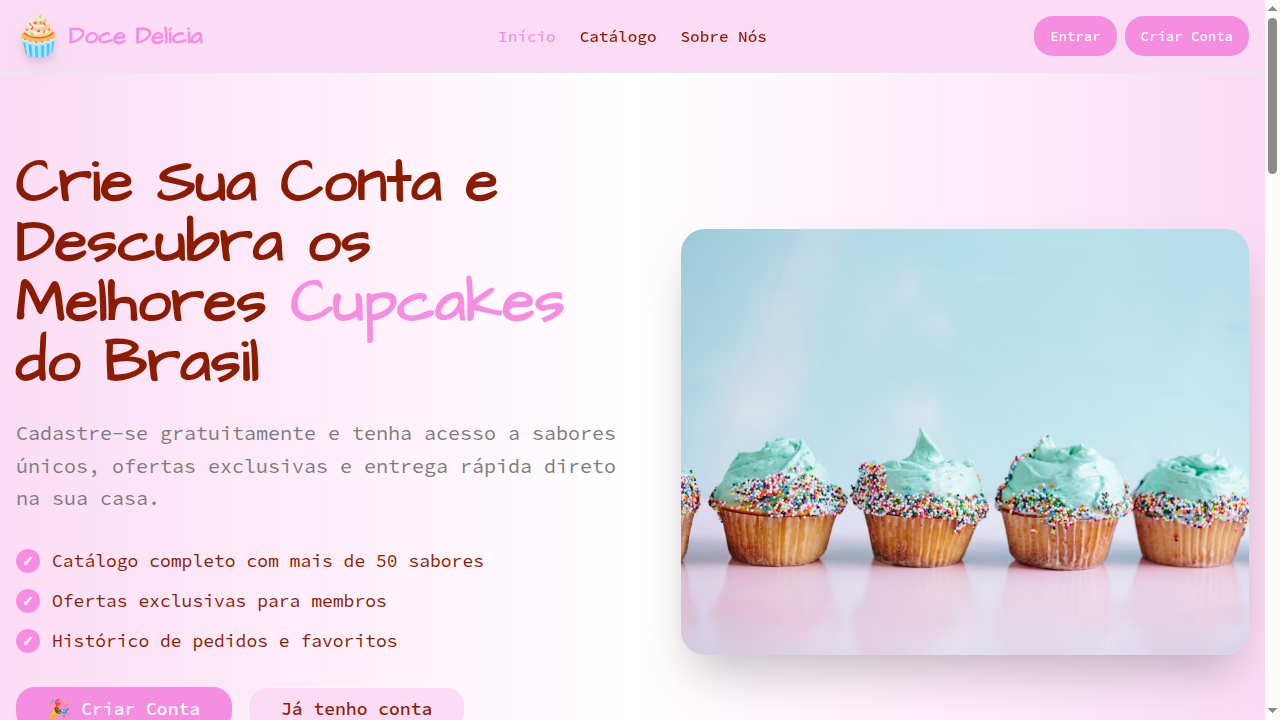 Doce Delícia
Início
Catálogo
Sobre Nós
Entrar
Criar Conta
Crie Sua Conta e
Descubra os
Melhores Cupcakes
do Brasil
Cadastre-se gratuitamente e tenha acesso a sabores
únicos, ofertas exclusivas e entrega rápida direto
na sua casa.
✓ Catálogo completo com mais de 50 sabores
✓ Ofertas exclusivas para membros
✓ Histórico de pedidos e favoritos
🎉 Criar Conta
Já tenho conta